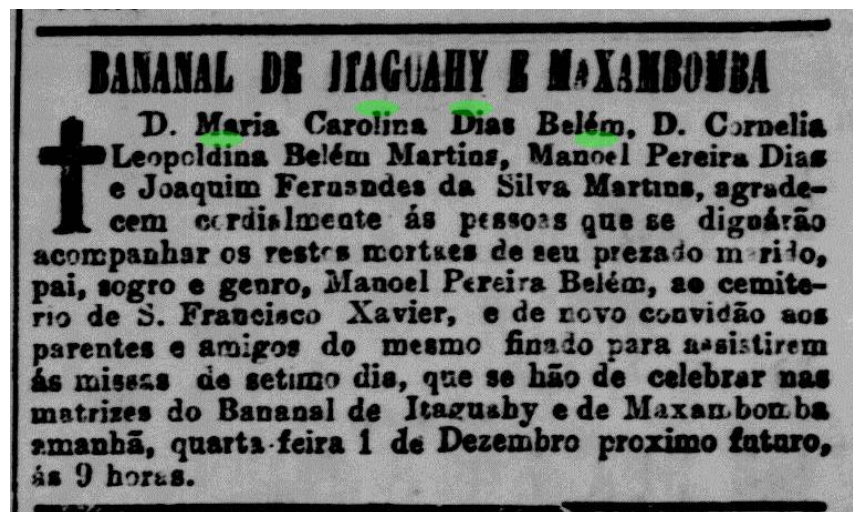 BANANAL DE ITAGUAHY E MAXAMBOMBA
D. Maria Carolina Dias Belém, D. Cornelia
Leopoldina Belém Martins, Manoel Pereira Dias
e Joaquim Fernandes da Silva Martins, agrade-
cem cordialmente ás pessoas que se dignárão
acompanhar os restos mortaes de seu prezado marido,
pai, sogro e genro, Manoel Pereira Belém, ao cemite-
rio de S. Francisco Xavier, e de novo convidão aos
parentes e amigos do mesmo finado para assistirem
ás missas de setimo dia, que se hão de celebrar nas
matrizes do Bananal de Itaguahy e de Maxambomba
amanhã, quarta-feira 1 de Dezembro proximo futuro,
ás 9 horas.